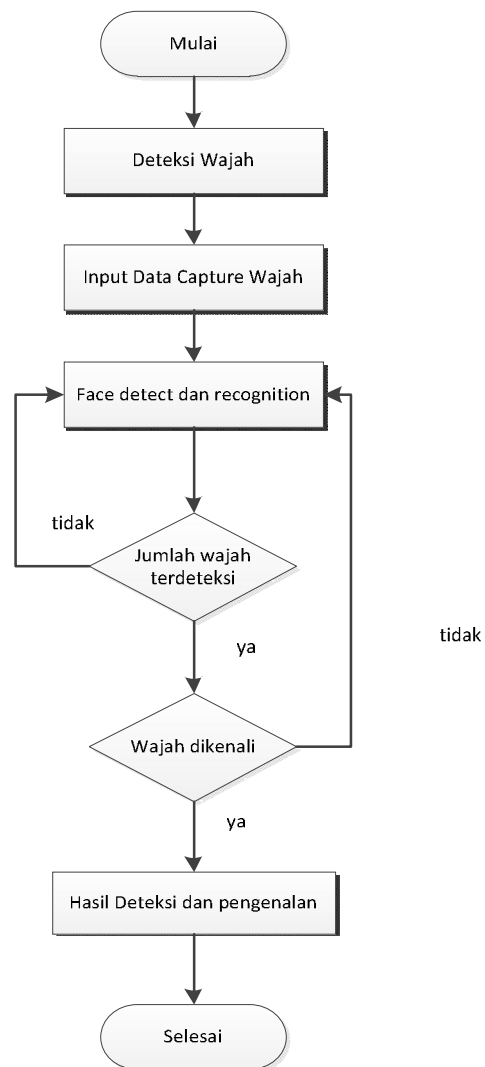 Mulai
Deteksi Wajah
Input Data Capture Wajah
Face detect dan recognition
tidak
Jumlah wajah
terdeteksi
tidak
ya
Wajah dikenali
ya
Hasil Deteksi dan pengenalan
Selesai